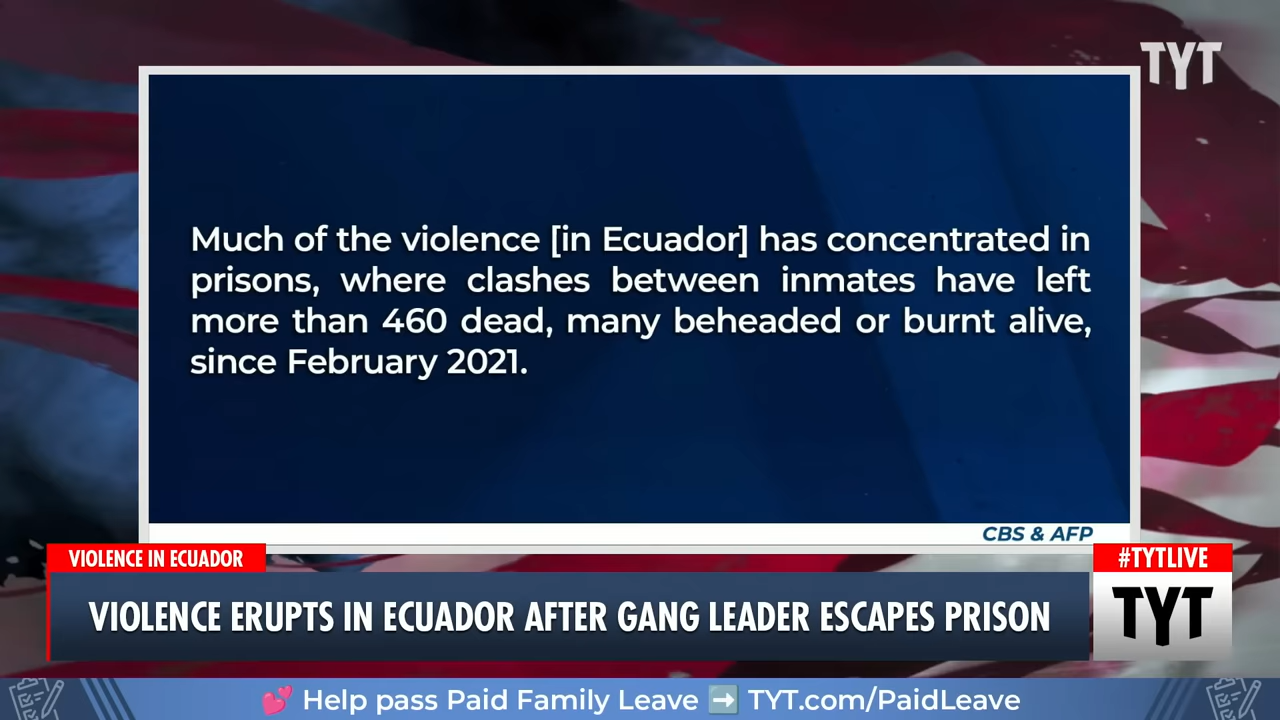 TYT
Much of the violence [in Ecuador] has concentrated in
prisons, where clashes between inmates have left
more than 460 dead, many beheaded or burnt alive,
since February 2021.
CBS & AFP
VIOLENCE IN ECUADOR
#TYTLIVE
VIOLENCE ERUPTS IN ECUADOR AFTER GANG LEADER ESCAPES PRISON
TYT
💕 Help pass Paid Family Leave ➡️ TYT.com/PaidLeave